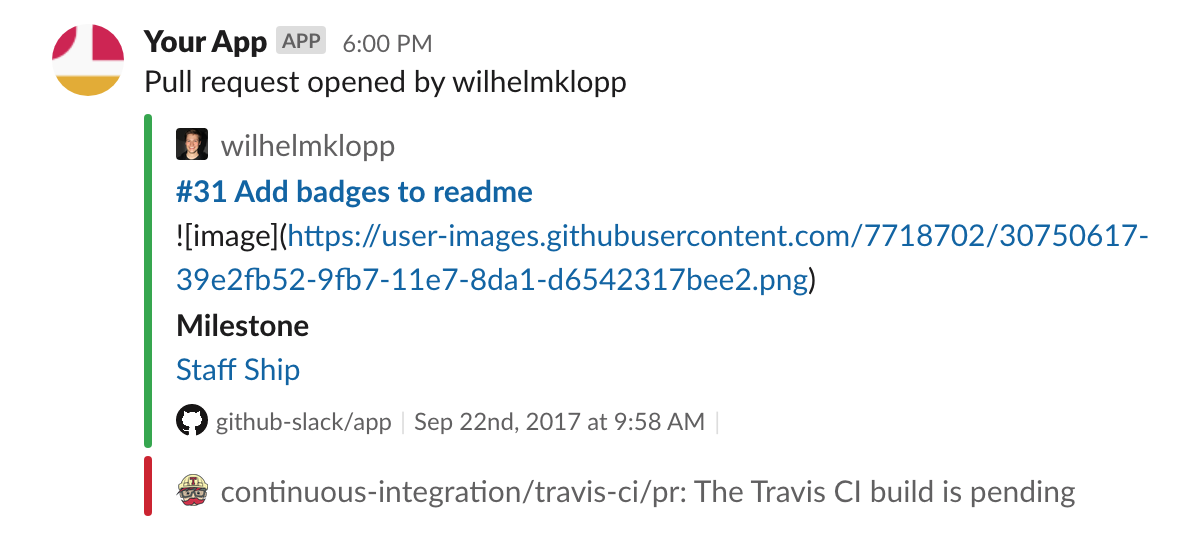 Your App APP 6:00 PM
Pull request opened by wilhelmklopp
wilhelmklopp
#31 Add badges to readme
![image](https://user-images.githubusercontent.com/7718702/30750617-
39e2fb52-9fb7-11e7-8da1-d6542317bee2.png)
Milestone
Staff Ship
github-slack/app | Sep 22nd, 2017 at 9:58 AM |
continuous-integration/travis-ci/pr: The Travis CI build is pending